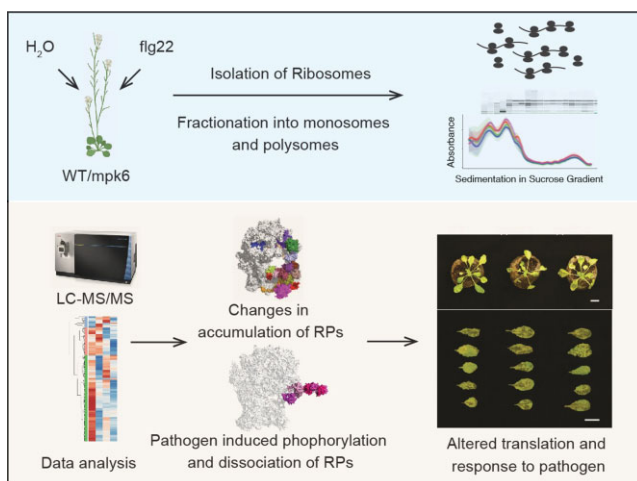 H2O
flg22
WT/mpk6
Isolation of Ribosomes
Fractionation into monosomes
and polysomes
Absorbance
Sedimentation in Sucrose Gradient
LC-MS/MS
Data analysis
Changes in
accumulation of RPs
Pathogen induced phophorylation
and dissociation of RPs
Altered translation and
response to pathogen